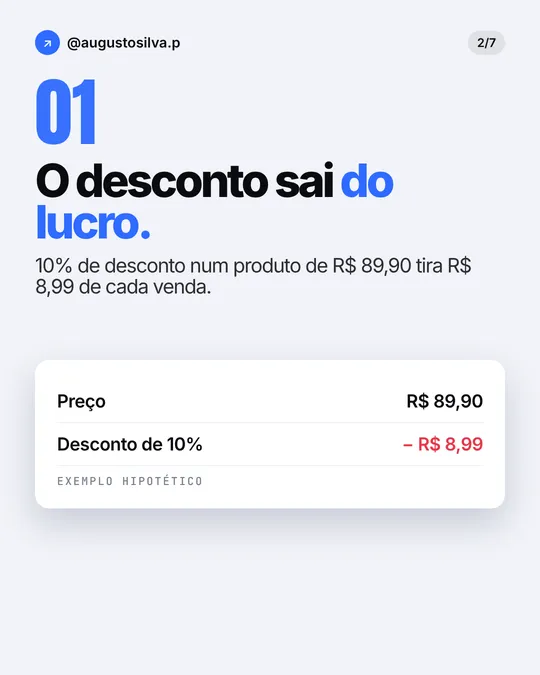 @augustosilva.p
2/7
01
O desconto sai do
lucro.
10% de desconto num produto de R$ 89,90 tira R$
8,99 de cada venda.
Preço R$ 89,90
Desconto de 10% – R$ 8,99
EXEMPLO HIPOTÉTICO